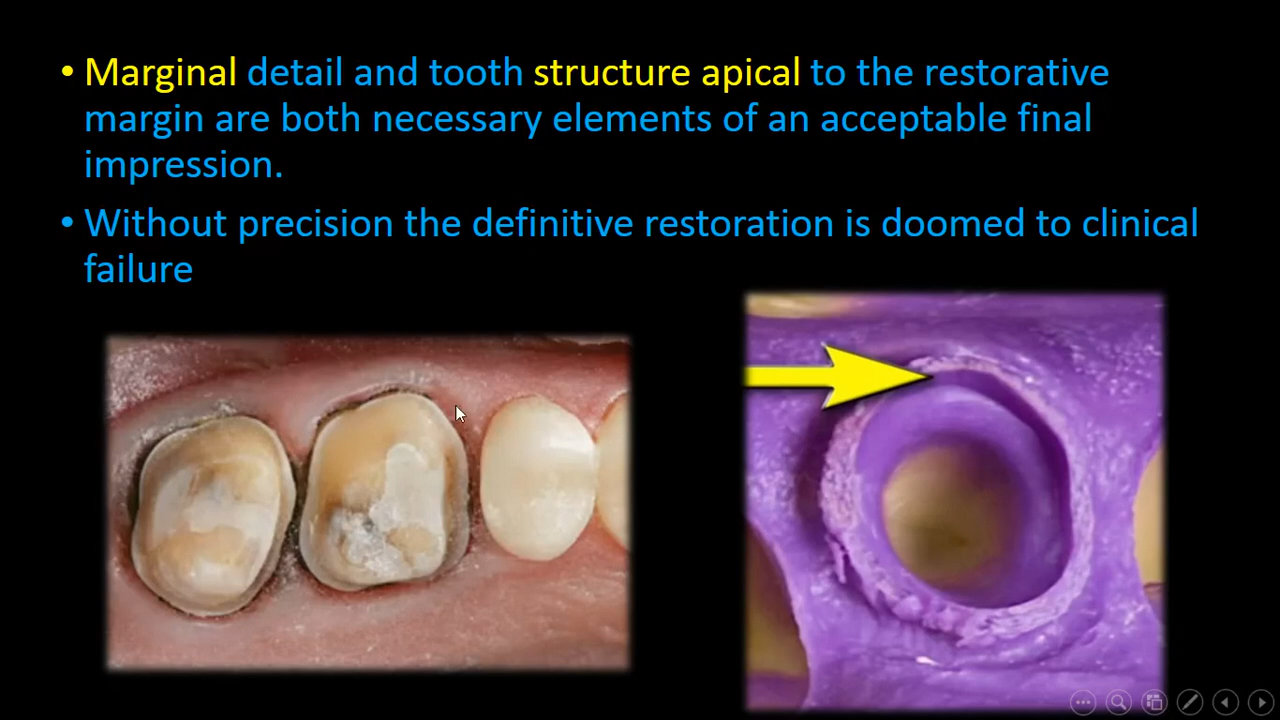 • Marginal detail and tooth structure apical to the restorative
margin are both necessary elements of an acceptable final
impression.
• Without precision the definitive restoration is doomed to clinical
failure